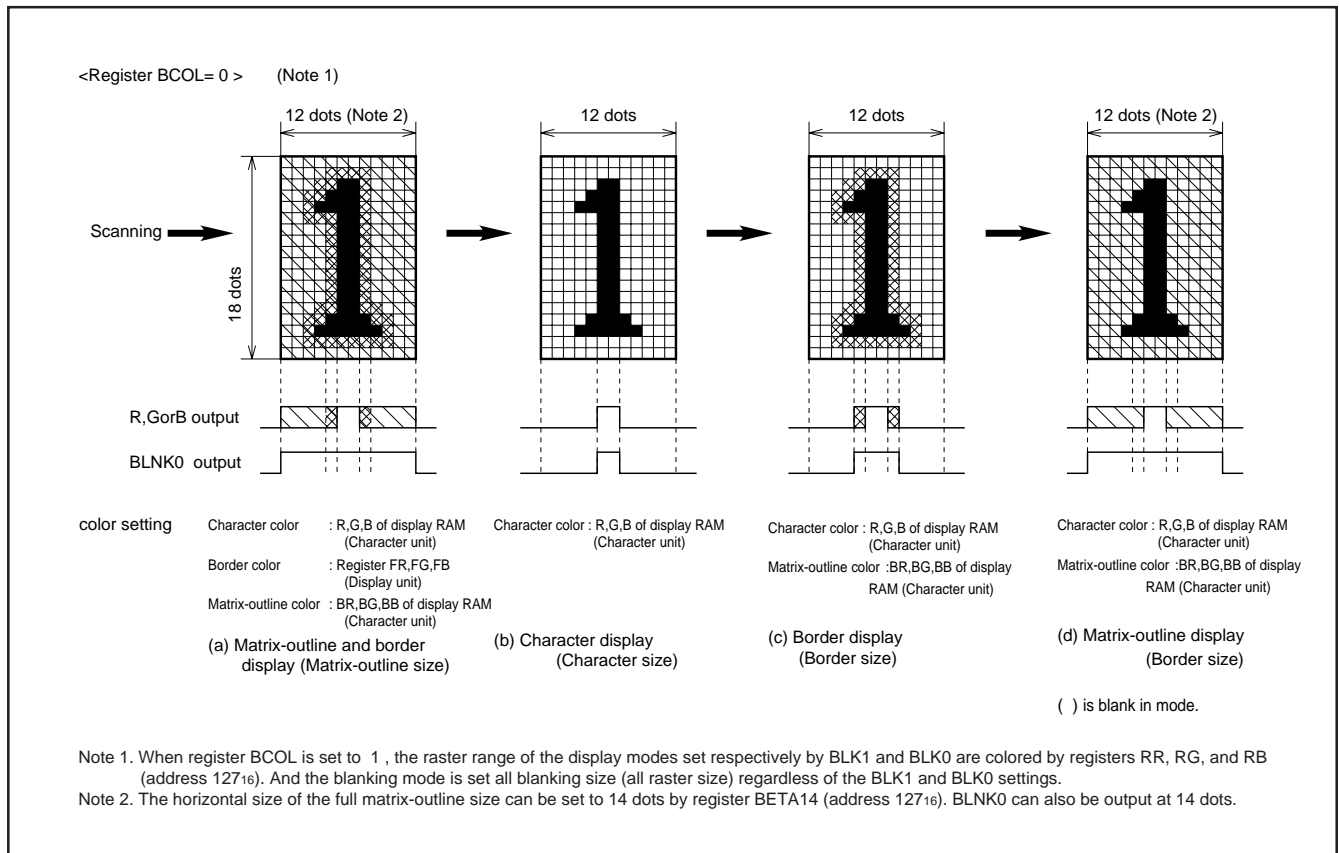 <Register BCOL= 0 > (Note 1)
12 dots (Note 2) 12 dots 12 dots 12 dots (Note 2)
Scanning
18 dots
R,GorB output
BLNK0 output
color setting
Character color : R,G,B of display RAM
(Character unit)
Border color : Register FR,FG,FB
(Display unit)
Matrix-outline color : BR,BG,BB of display RAM
(Character unit)
(a) Matrix-outline and border
display (Matrix-outline size)
Character color : R,G,B of display RAM
(Character unit)
(b) Character display
(Character size)
Character color : R,G,B of display RAM
(Character unit)
Matrix-outline color :BR,BG,BB of display
RAM (Character unit)
(c) Border display
(Border size)
Character color : R,G,B of display RAM
(Character unit)
Matrix-outline color :BR,BG,BB of display
RAM (Character unit)
(d) Matrix-outline display
(Border size)
( ) is blank in mode.
Note 1. When register BCOL is set to 1 , the raster range of the display modes set respectively by BLK1 and BLK0 are colored by registers RR, RG, and RB
(address 12716). And the blanking mode is set all blanking size (all raster size) regardless of the BLK1 and BLK0 settings.
Note 2. The horizontal size of the full matrix-outline size can be set to 14 dots by register BETA14 (address 12716). BLNK0 can also be output at 14 dots.